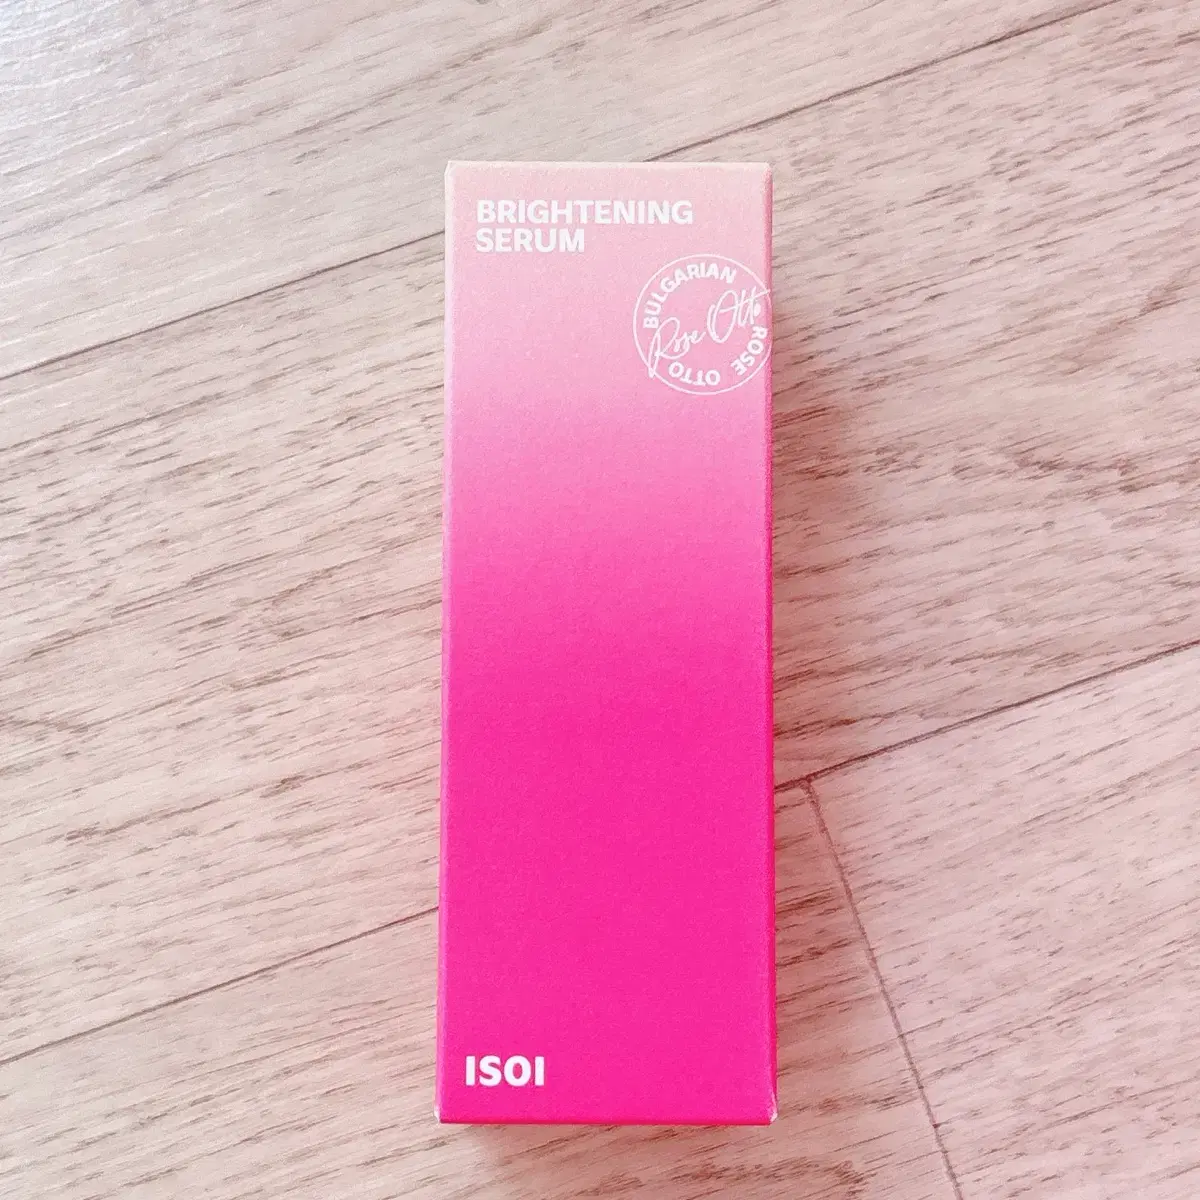 BRIGHTENING
SERUM
BULGARIAN ROSE OTTO
Rose Otto
ISOI